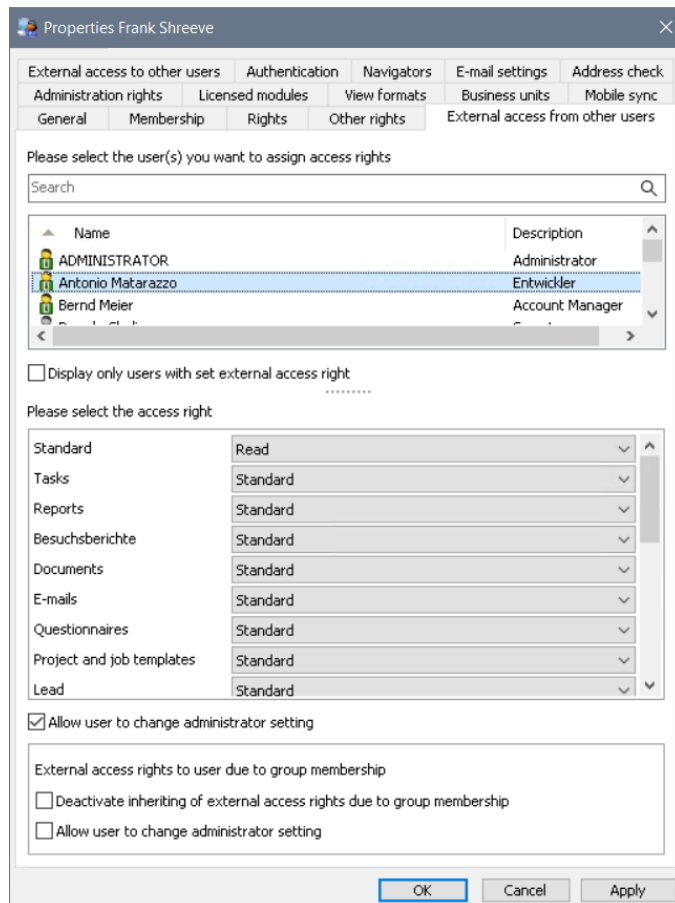 Properties Frank Shreeve
External access to other users Authentication Navigators E-mail settings Address check
Administration rights Licensed modules View formats Business units Mobile sync
General Membership Rights Other rights External access from other users
Please select the user(s) you want to assign access rights
Search
Name Description
ADMINISTRATOR Administrator
Antonio Matarazzo Entwickler
Bernd Meier Account Manager
Display only users with set external access right
Please select the access right
Standard Read
Tasks Standard
Reports Standard
Besuchsberichte Standard
Documents Standard
E-mails Standard
Questionnaires Standard
Project and job templates Standard
Lead Standard
Allow user to change administrator setting
External access rights to user due to group membership
Deactivate inheriting of external access rights due to group membership
Allow user to change administrator setting
OK Cancel Apply